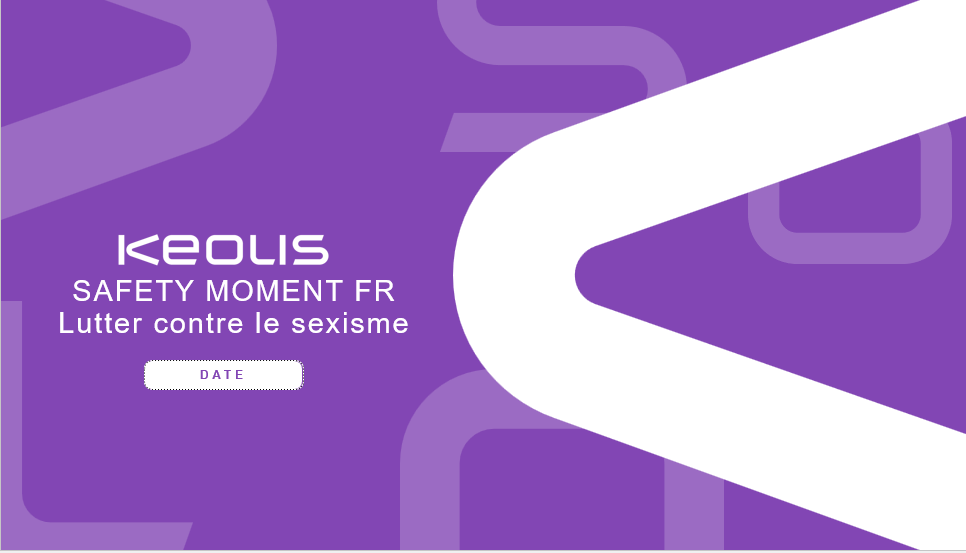 KEOLIS
SAFETY MOMENT FR
Lutter contre le sexisme
DATE